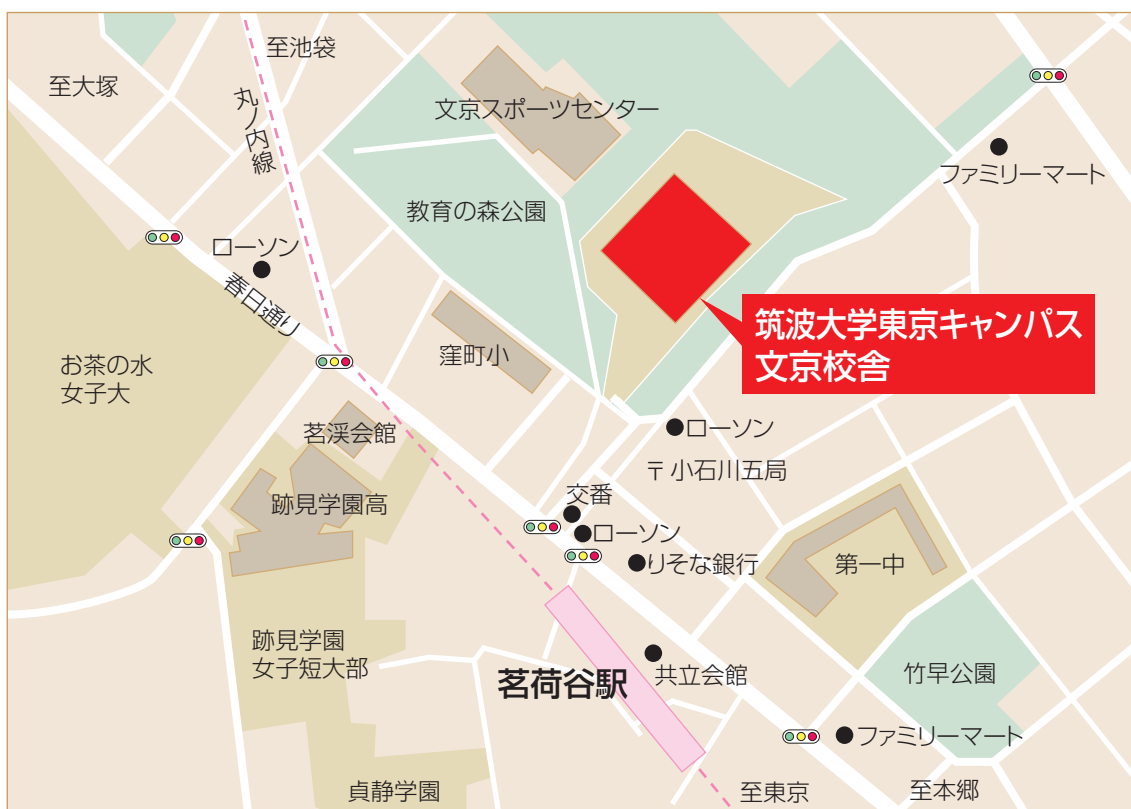 至池袋
至大塚
丸ノ内線
文京スポーツセンター
ファミリーマート
教育の森公園
ローソン
春日通り
筑波大学東京キャンパス
文京校舎
窪町小
お茶の水
女子大
茗渓会館
ローソン
〒小石川五局
跡見学園高
交番
ローソン
りそな銀行
第一中
跡見学園
女子短大部
茗荷谷駅
共立会館
竹早公園
ファミリーマート
貞静学園
至東京
至本郷